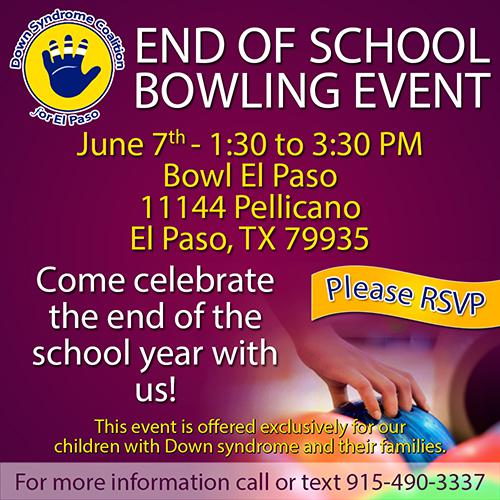 Down Syndrome Coalition
for El Paso
END OF SCHOOL
BOWLING EVENT
June 7th - 1:30 to 3:30 PM
Bowl El Paso
11144 Pellicano
El Paso, TX 79935
Come celebrate
the end of the
school year with
us!
Please RSVP
This event is offered exclusively for our
children with Down syndrome and their families.
For more information call or text 915-490-3337